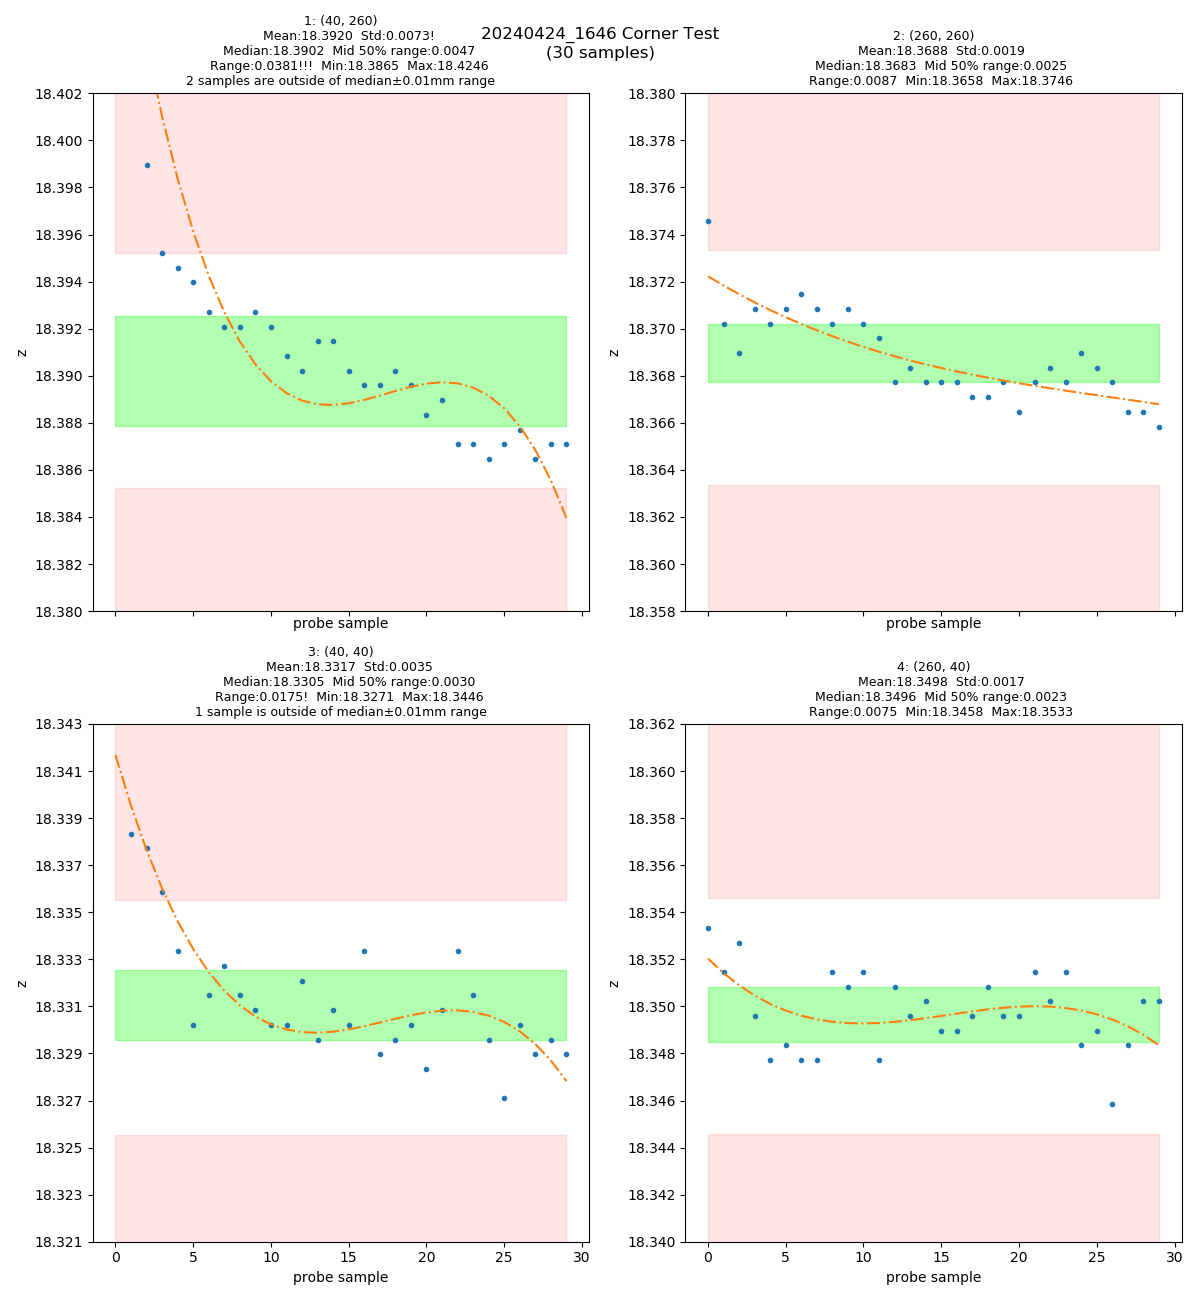 20240424_1646 Corner Test
(30 samples)
1: (40, 260)
Mean:18.3920 Std:0.0073!
Median:18.3902 Mid 50% range:0.0047
Range:0.0381!!! Min:18.3865 Max:18.4246
2 samples are outside of median±0.01mm range
18.402
18.400
18.398
18.396
18.394
18.392
18.390
18.388
18.386
18.384
18.382
18.380
z
probe sample
2: (260, 260)
Mean:18.3688 Std:0.0019
Median:18.3683 Mid 50% range:0.0025
Range:0.0087 Min:18.3658 Max:18.3746
18.380
18.378
18.376
18.374
18.372
18.370
18.368
18.366
18.364
18.362
18.360
18.358
z
probe sample
3: (40, 40)
Mean:18.3317 Std:0.0035
Median:18.3305 Mid 50% range:0.0030
Range:0.0175! Min:18.3271 Max:18.3446
1 sample is outside of median±0.01mm range
18.343
18.341
18.339
18.337
18.335
18.333
18.331
18.329
18.327
18.325
18.323
18.321
z
0 5 10 15 20 25 30
probe sample
4: (260, 40)
Mean:18.3498 Std:0.0017
Median:18.3496 Mid 50% range:0.0023
Range:0.0075 Min:18.3458 Max:18.3533
18.362
18.360
18.358
18.356
18.354
18.352
18.350
18.348
18.346
18.344
18.342
18.340
z
0 5 10 15 20 25 30
probe sample